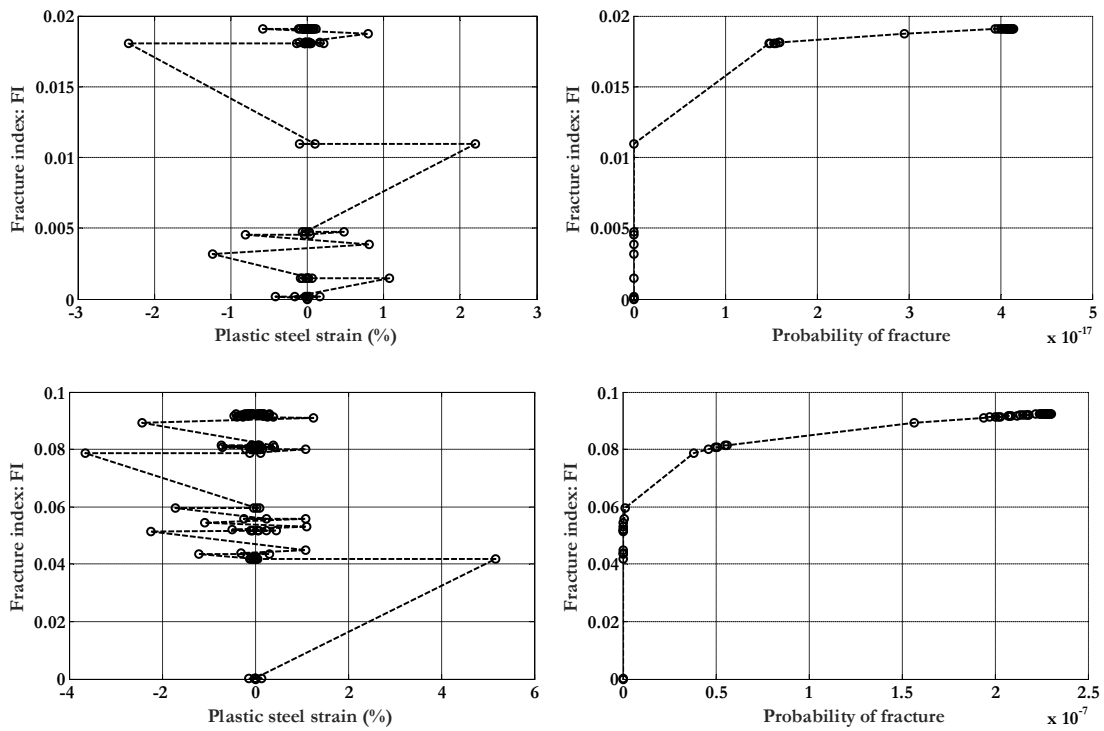 0.02
0.015
0.01
0.005
0
-3 -2 -1 0 1 2 3
Fracture index: FI
Plastic steel strain (%)
0.02
0.015
0.01
0.005
0
0 1 2 3 4 5
Fracture index: FI
Probability of fracture
x 10-17
0.1
0.08
0.06
0.04
0.02
0
-4 -2 0 2 4 6
Fracture index: FI
Plastic steel strain (%)
0.1
0.08
0.06
0.04
0.02
0
0 0.5 1 1.5 2 2.5
Fracture index: FI
Probability of fracture
x 10-7